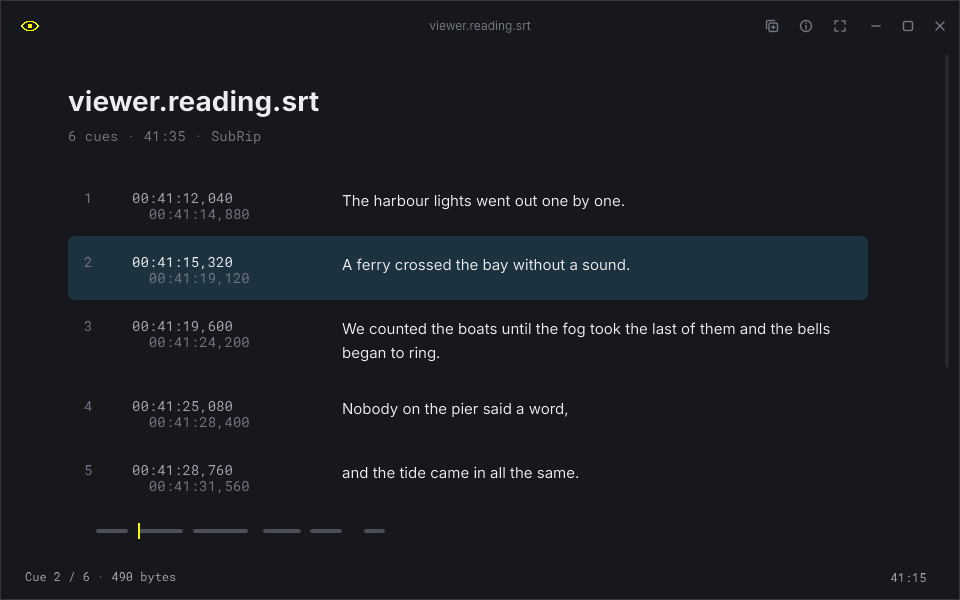 viewer.reading.srt
viewer.reading.srt
6 cues · 41:35 · SubRip
1 00:41:12,040 The harbour lights went out one by one.
00:41:14,880
2 00:41:15,320 A ferry crossed the bay without a sound.
00:41:19,120
3 00:41:19,600 We counted the boats until the fog took the last of them and the bells
00:41:24,200 began to ring.
4 00:41:25,080 Nobody on the pier said a word,
00:41:28,400
5 00:41:28,760 and the tide came in all the same.
00:41:31,560
Cue 2 / 6 · 490 bytes 41:15